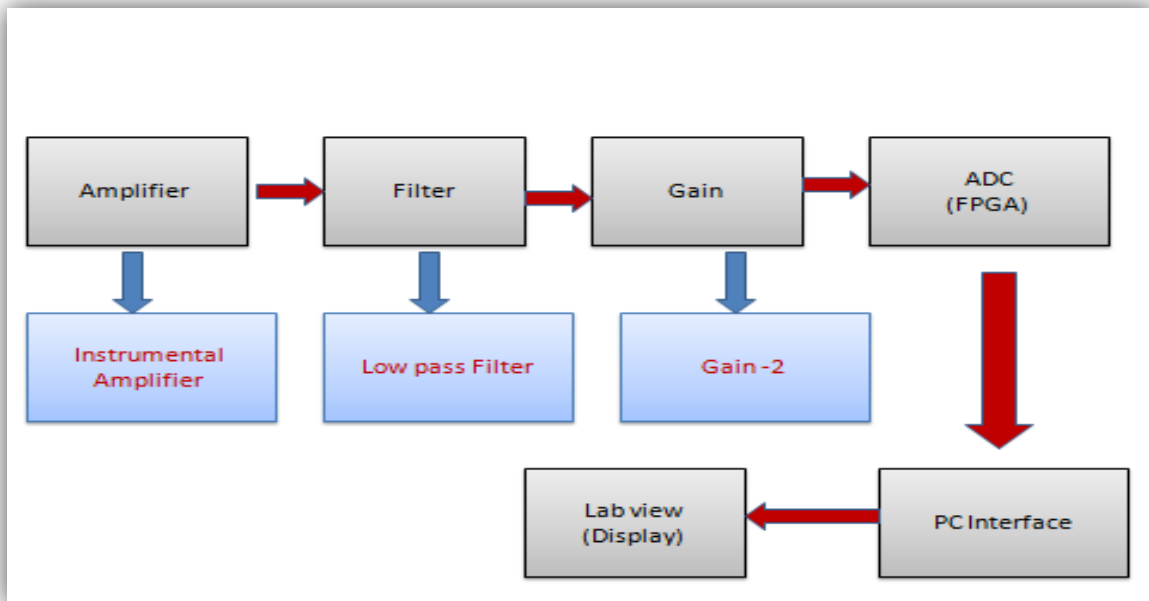 Amplifier
Filter
Gain
ADC
(FPGA)
Instrumental
Amplifier
Low pass Filter
Gain -2
Lab view
(Display)
PC Interface